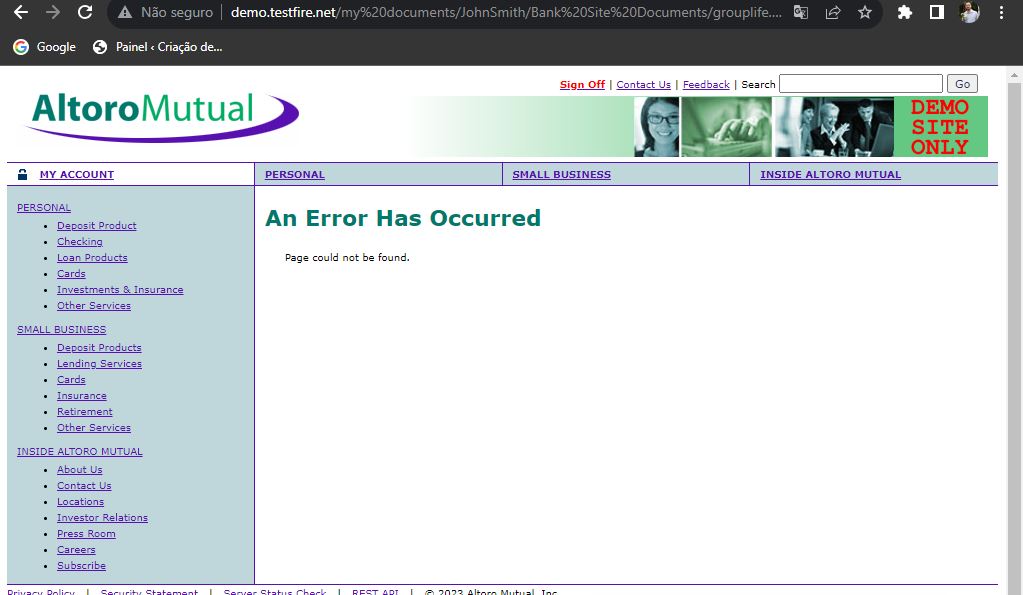 Não seguro | demo.testfire.net/my%20documents/JohnSmith/Bank%20Site%20Documents/grouplife....
Google Painel ‹ Criação de...
Sign Off | Contact Us | Feedback | Search Go
AltoroMutual
DEMO
SITE
ONLY
MY ACCOUNT PERSONAL SMALL BUSINESS INSIDE ALTORO MUTUAL
PERSONAL
• Deposit Product
• Checking
• Loan Products
• Cards
• Investments & Insurance
• Other Services
SMALL BUSINESS
• Deposit Products
• Lending Services
• Cards
• Insurance
• Retirement
• Other Services
INSIDE ALTORO MUTUAL
• About Us
• Contact Us
• Locations
• Investor Relations
• Press Room
• Careers
• Subscribe
An Error Has Occurred
Page could not be found.
Privacy Policy | Security Statement | Server Status Check | REST API | © 2023 Altoro Mutual, Inc.